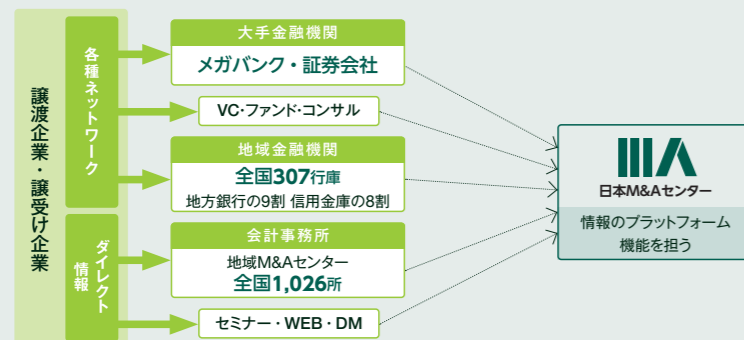 譲渡企業・譲受け企業
各種ネットワーク
大手金融機関
メガバンク・証券会社
VC・ファンド・コンサル
地域金融機関
全国307行庫
地方銀行の9割 信用金庫の8割
ダイレクト
情報
会計事務所
地域M&Aセンター
全国1,026所
セミナー・WEB・DM
日本M&Aセンター
情報のプラットフォーム
機能を担う